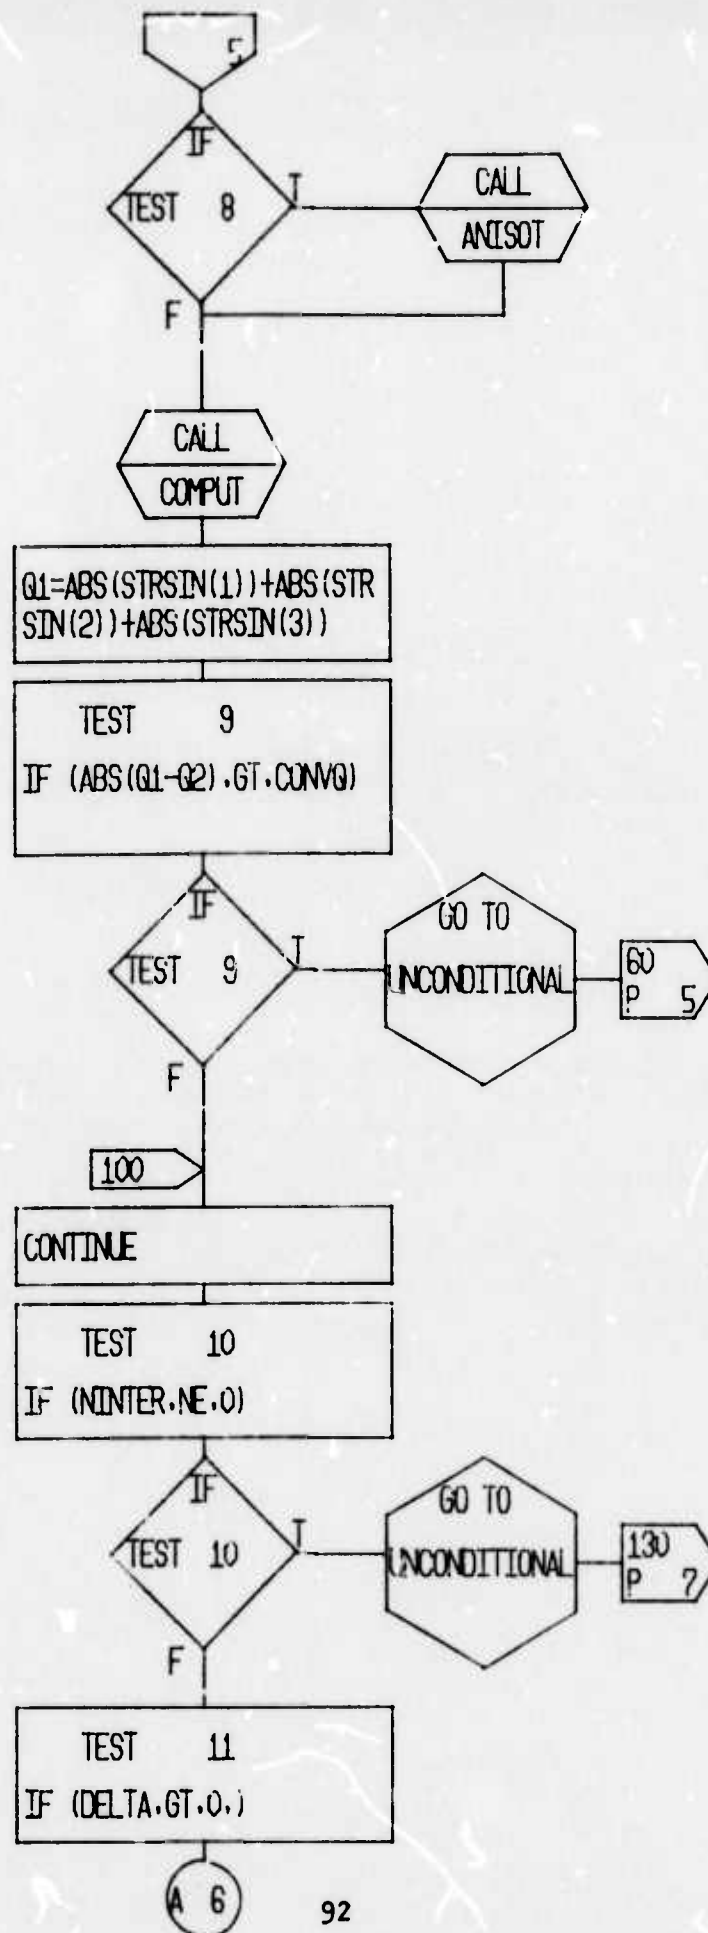 5
IF
TEST 8
T
CALL
ANISOT
F
CALL
COMPUT
Q1=ABS(STRSIN(1))+ABS(STR
SIN(2))+ABS(STRSIN(3))
TEST 9
IF (ABS(Q1-Q2).GT.CONVQ)
IF
TEST 9
T
GO TO
UNCONDITIONAL
60
P 5
F
100
CONTINUE
TEST 10
IF (NINTER.NE.0)
IF
TEST 10
T
GO TO
UNCONDITIONAL
130
P 7
F
TEST 11
IF (DELTA.GT.0.)
A 6
92